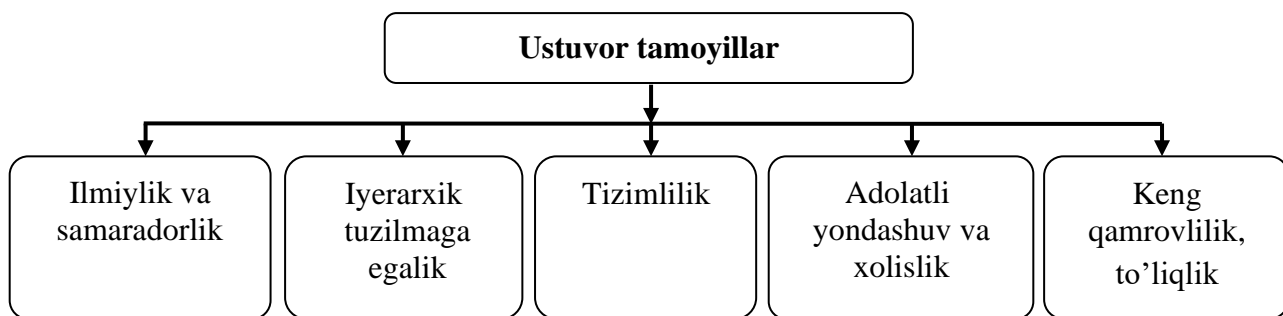 Ustuvor tamoyillar
Ilmiylik va
samaradorlik
Iyerarxik
tuzilmaga
egalik
Tizimlilik
Adolatli
yondashuv va
xolislik
Keng
qamrovlilik,
to’liqlik